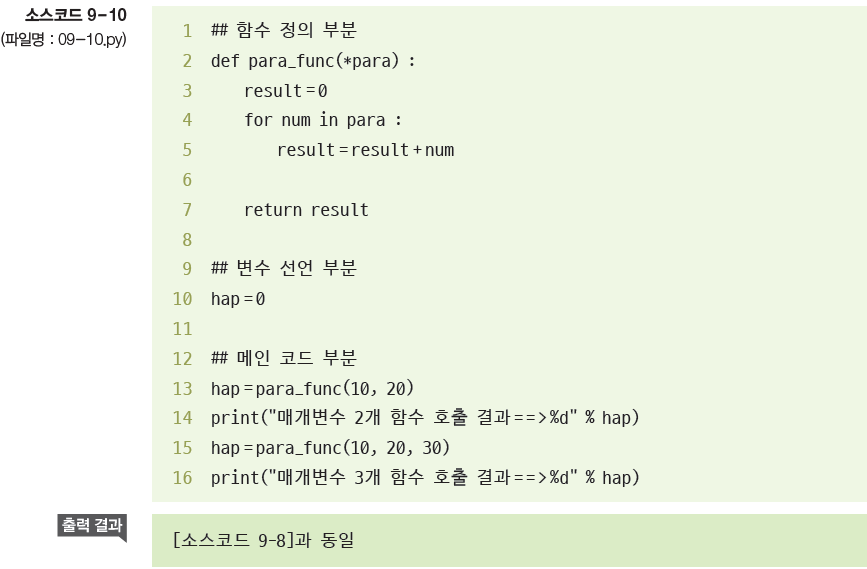 소스코드 9-10
(파일명 : 09-10.py)
1 ## 함수 정의 부분
2 def para_func(*para) :
3     result=0
4     for num in para :
5         result=result+num
6
7     return result
8
9 ## 변수 선언 부분
10 hap=0
11
12 ## 메인 코드 부분
13 hap=para_func(10, 20)
14 print("매개변수 2개 함수 호출 결과==>%d" % hap)
15 hap=para_func(10, 20, 30)
16 print("매개변수 3개 함수 호출 결과==>%d" % hap)
출력 결과
[소스코드 9-8]과 동일